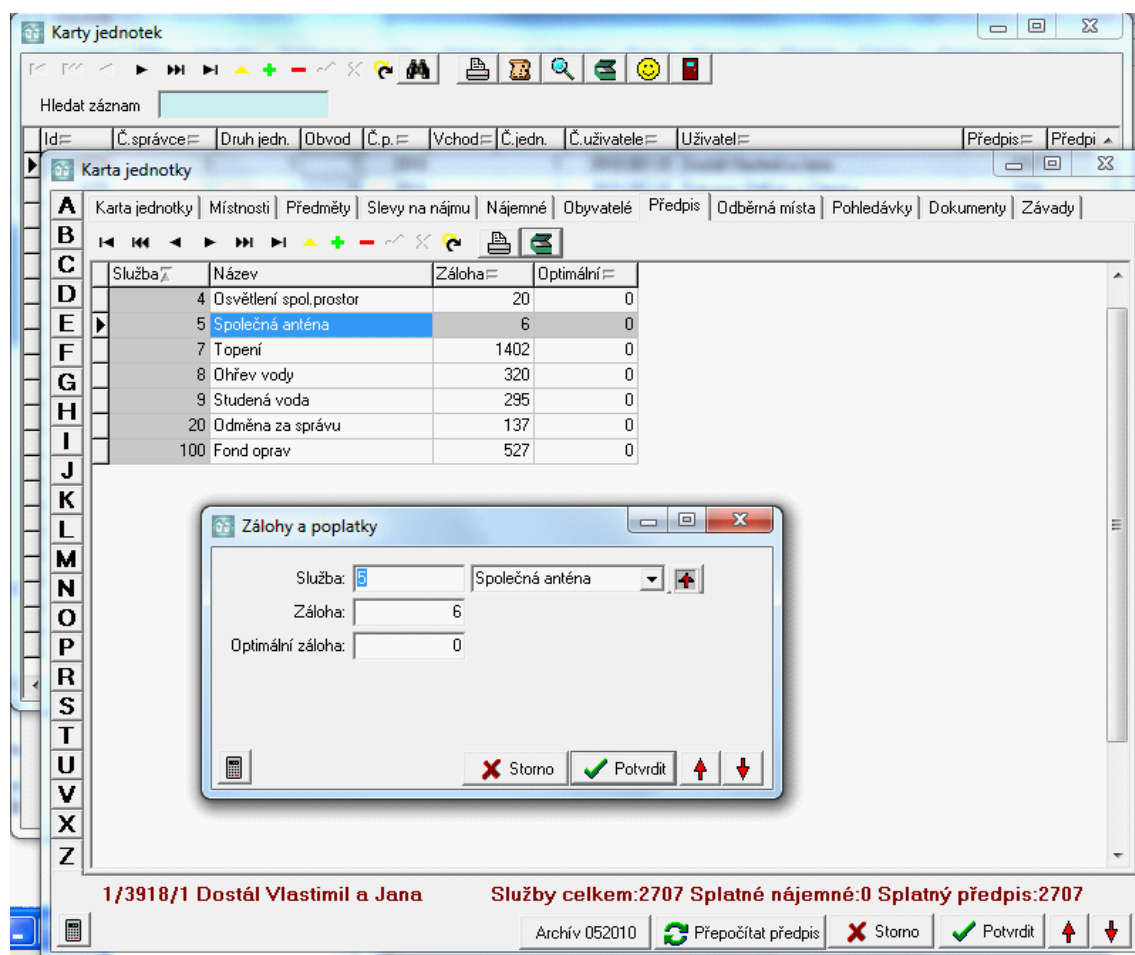 Karty jednotek
Hledat záznam
Id Č.správce Druh jedn. Obvod Č.p. Vchod Č.jedn. Č.uživatele Uživatel Předpis Předpi
Karta jednotky
Karta jednotky Místnosti Předměty Slevy na nájmu Nájemné Obyvatelé Předpis Odběrná místa Pohledávky Dokumenty Závady
A
B
C
D
E
F
G
H
I
J
K
L
M
N
O
P
R
S
T
U
V
X
Z
Služba Název Záloha Optimální
4 Osvětlení spol.prostor 20 0
5 Společná anténa 6 0
7 Topení 1402 0
8 Ohřev vody 320 0
9 Studená voda 295 0
20 Odměna za správu 137 0
100 Fond oprav 527 0
Zálohy a poplatky
Služba: 5 Společná anténa
Záloha: 6
Optimální záloha: 0
Storno Potvrdit
1/3918/1 Dostál Vlastimil a Jana Služby celkem:2707 Splatné nájemné:0 Splatný předpis:2707
Archív 052010 Přepočítat předpis Storno Potvrdit